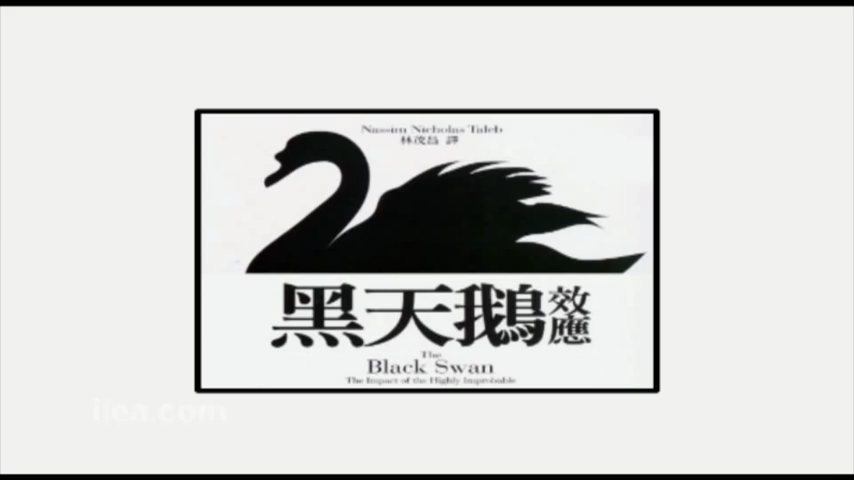 Nassim Nicholas Taleb
林茂昌 譯
黑天鵝效應
The
Black Swan
The Impact of the Highly Improbable